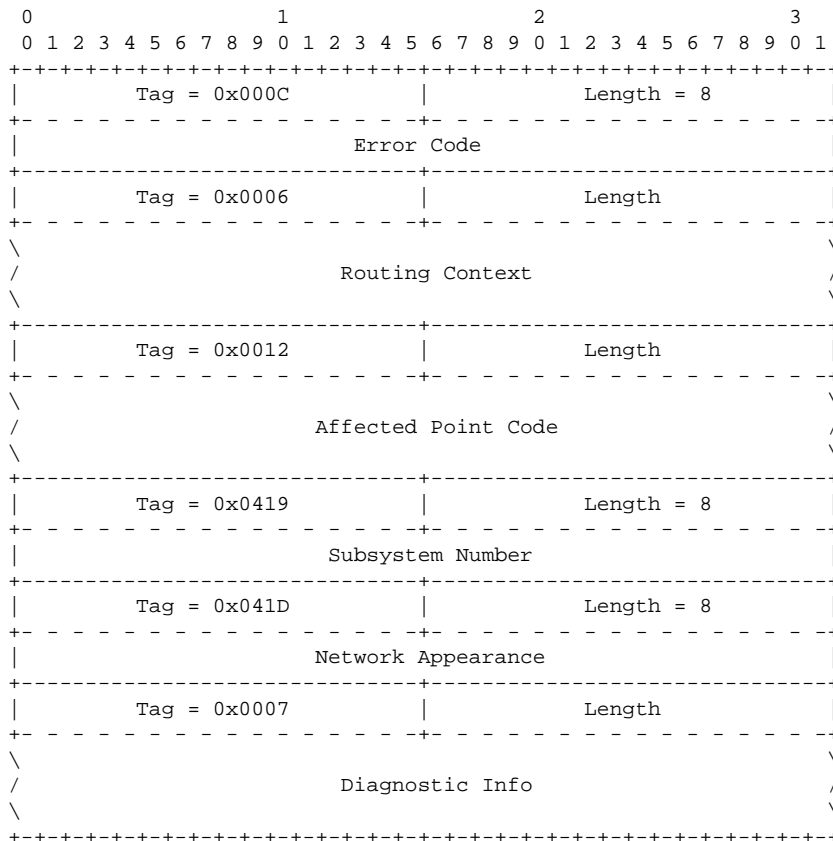 0 1 2 3
0 1 2 3 4 5 6 7 8 9 0 1 2 3 4 5 6 7 8 9 0 1 2 3 4 5 6 7 8 9 0 1
Tag = 0x000C Length = 8
Error Code
Tag = 0x0006 Length
Routing Context
Tag = 0x0012 Length
Affected Point Code
Tag = 0x0419 Length = 8
Subsystem Number
Tag = 0x041D Length = 8
Network Appearance
Tag = 0x0007 Length
Diagnostic Info